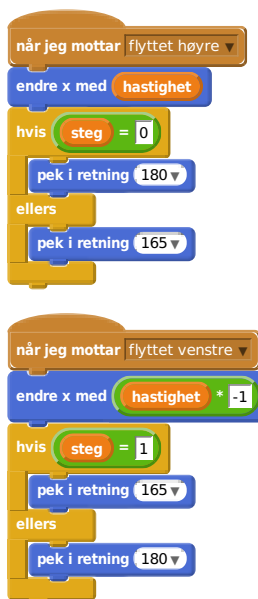 når jeg mottar flyttet høyre ▼
endre x med hastighet
hvis steg = 0
pek i retning 180 ▼
ellers
pek i retning 165 ▼
når jeg mottar flyttet venstre ▼
endre x med hastighet * -1
hvis steg = 1
pek i retning 165 ▼
ellers
pek i retning 180 ▼